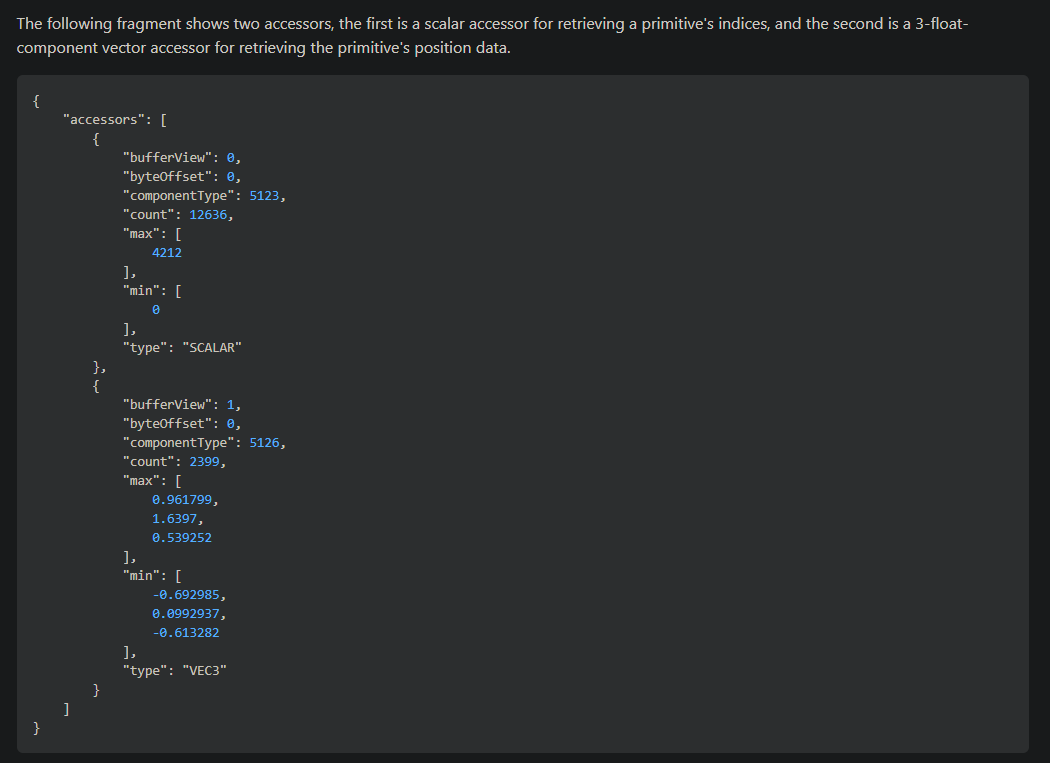 The following fragment shows two accessors, the first is a scalar accessor for retrieving a primitive's indices, and the second is a 3-float-
component vector accessor for retrieving the primitive's position data.
{
    "accessors": [
        {
            "bufferView": 0,
            "byteOffset": 0,
            "componentType": 5123,
            "count": 12636,
            "max": [
                4212
            ],
            "min": [
                0
            ],
            "type": "SCALAR"
        },
        {
            "bufferView": 1,
            "byteOffset": 0,
            "componentType": 5126,
            "count": 2399,
            "max": [
                0.961799,
                1.6397,
                0.539252
            ],
            "min": [
                -0.692985,
                0.0992937,
                -0.613282
            ],
            "type": "VEC3"
        }
    ]
}